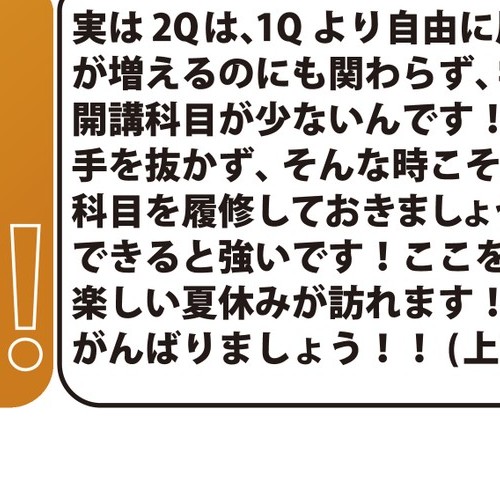 実は 2Qは、1Q より自由に
が増えるのにも関わらず、
開講科目が少ないんです！
手を抜かず、そんな時こそ
科目を履修しておきましょ
できると強いです！ここを
楽しい夏休みが訪れます！
がんばりましょう！！(上
!